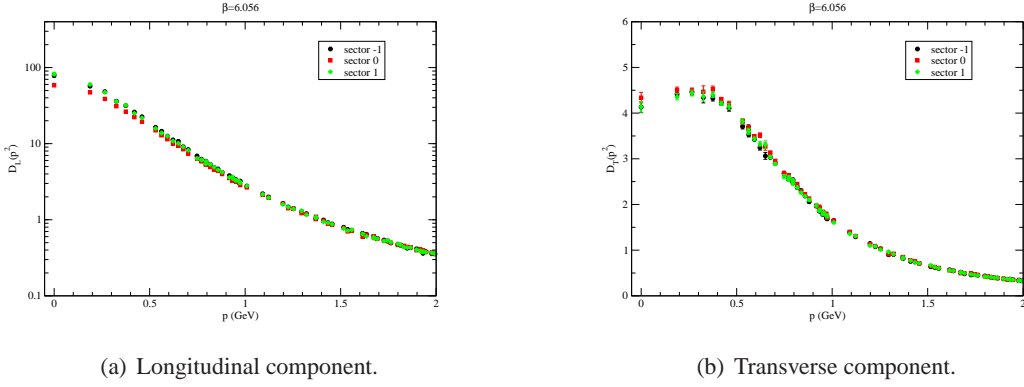 β=6.056
100
10
1
0.1
D_L(p²)
0
0.5
1
1.5
2
p (GeV)
sector -1
sector 0
sector 1
(a) Longitudinal component.
β=6.056
6
5
4
3
2
1
0
D_T(p²)
0
0.5
1
1.5
2
p (GeV)
sector -1
sector 0
sector 1
(b) Transverse component.